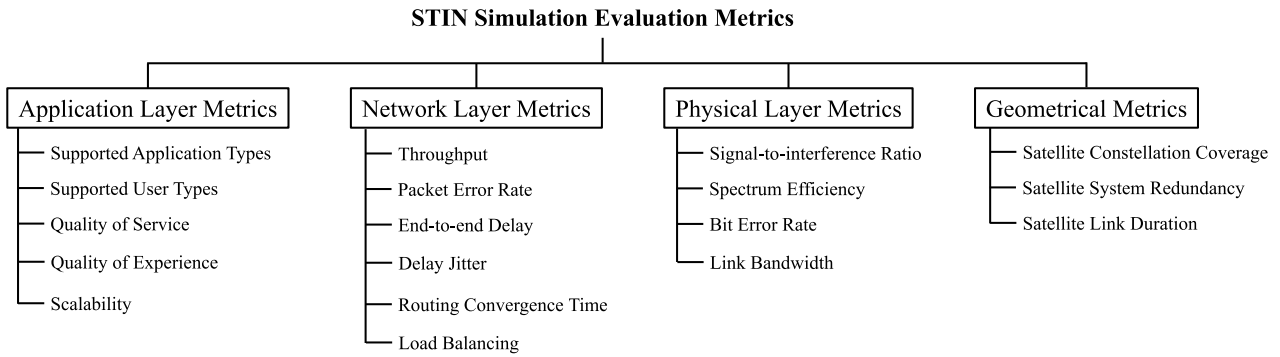 STIN Simulation Evaluation Metrics
Application Layer Metrics
Supported Application Types
Supported User Types
Quality of Service
Quality of Experience
Scalability
Network Layer Metrics
Throughput
Packet Error Rate
End-to-end Delay
Delay Jitter
Routing Convergence Time
Load Balancing
Physical Layer Metrics
Signal-to-interference Ratio
Spectrum Efficiency
Bit Error Rate
Link Bandwidth
Geometrical Metrics
Satellite Constellation Coverage
Satellite System Redundancy
Satellite Link Duration